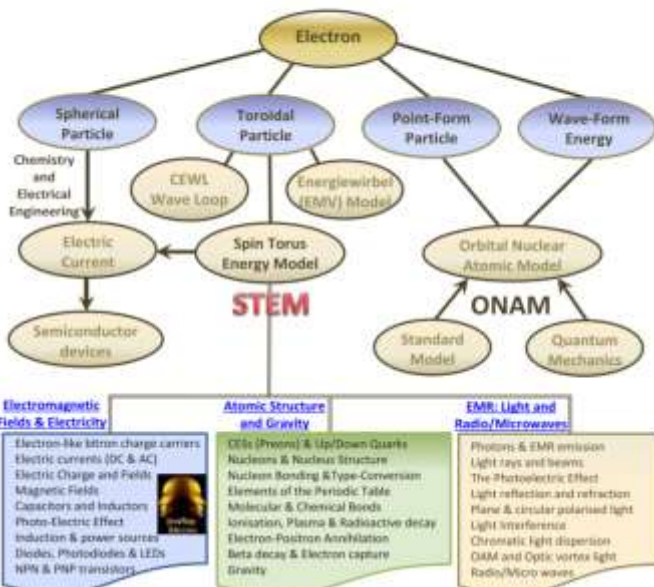 Electron
Spherical
Particle
Toroidal
Particle
Point-Form
Particle
Wave-Form
Energy
Chemistry
and
Electrical
Engineering
CEWL
Wave Loop
Energiewirbel
(EMV) Model
Electric
Current
Spin Torus
Energy Model
Orbital Nuclear
Atomic Model
STEM
ONAM
Semiconductor
devices
Standard
Model
Quantum
Mechanics
Electromagnetic
Fields & Electricity
Electron-like bitron charge carriers
Electric currents (DC & AC)
Electric Charge and Fields
Magnetic Fields
Capacitors and Inductors
Photo-Electric Effect
Induction & power sources
Diodes, Photodiodes & LEDs
NPN & PNP transistors
Atomic Structure
and Gravity
CESs (Preons) & Up/Down Quarks
Nucleons & Nucleus Structure
Nucleon Bonding &Type-Conversion
Elements of the Periodic Table
Molecular & Chemical Bonds
Ionisation, Plasma & Radioactive decay
Electron-Positron Annihilation
Beta decay & Electron capture
Gravity
EMR: Light and
Radio/Microwaves
Photons & EMR emission
Light rays and beams
The Photoelectric Effect
Light reflection and refraction
Plane & circular polarised light
Light Interference
Chromatic light dispersion
OAM and Optic vortex light
Radio/Micro waves